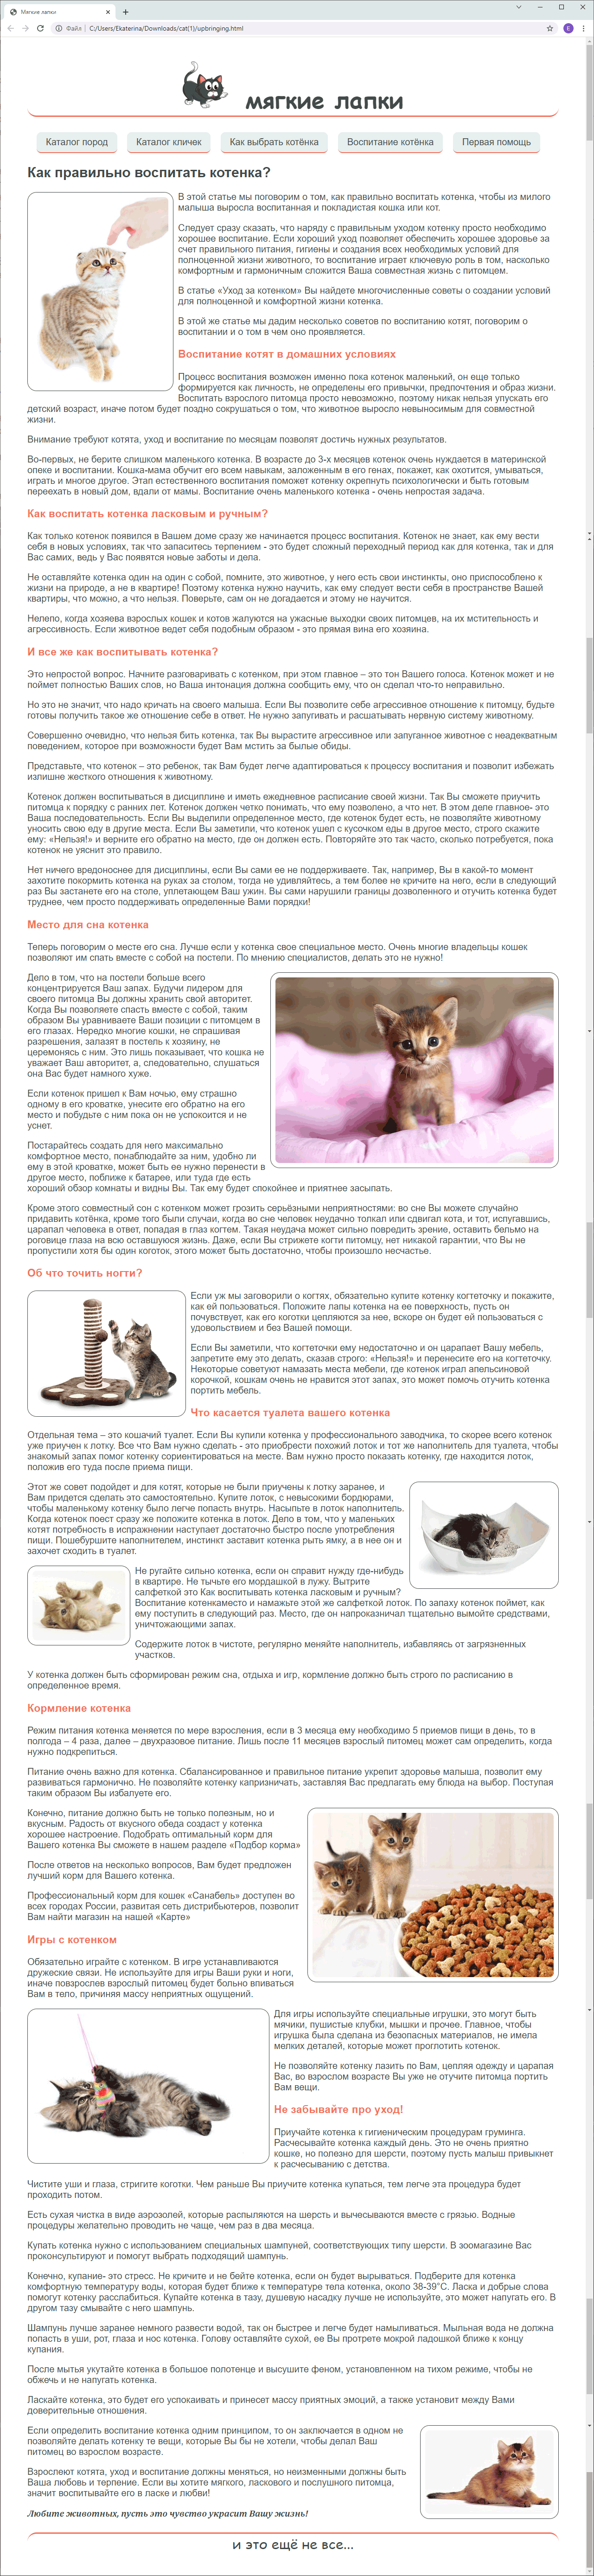 Мягкие лапки
Файл | C:/Users/Ekaterina/Downloads/cat(1)/upbringing.html
E
мягкие лапки
Каталог пород Каталог кличек Как выбрать котёнка Воспитание котёнка Первая помощь
Как правильно воспитать котенка?
В этой статье мы поговорим о том, как правильно воспитать котенка, чтобы из милого
малыша выросла воспитанная и покладистая кошка или кот.
Следует сразу сказать, что наряду с правильным уходом котенку просто необходимо
хорошее воспитание. Если хороший уход позволяет обеспечить хорошее здоровье за
счет правильного питания, гигиены и создания всех необходимых условий для
полноценной жизни животного, то воспитание играет ключевую роль в том, насколько
комфортным и гармоничным сложится Ваша совместная жизнь с питомцем.
В статье «Уход за котенком» Вы найдете многочисленные советы о создании условий
для полноценной и комфортной жизни котенка.
В этой же статье мы дадим несколько советов по воспитанию котят, поговорим о
воспитании и о том в чем оно проявляется.
Воспитание котят в домашних условиях
Процесс воспитания возможен именно пока котенок маленький, он еще только
формируется как личность, не определены его привычки, предпочтения и образ жизни.
Воспитать взрослого питомца просто невозможно, поэтому никак нельзя упускать его
детский возраст, иначе потом будет поздно сокрушаться о том, что животное выросло невыносимым для совместной
жизни.
Внимание требуют котята, уход и воспитание по месяцам позволят достичь нужных результатов.
Во-первых, не берите слишком маленького котенка. В возрасте до 3-х месяцев котенок очень нуждается в материнской
опеке и воспитании. Кошка-мама обучит его всем навыкам, заложенным в его генах, покажет, как охотится, умываться,
играть и многое другое. Этап естественного воспитания поможет котенку окрепнуть психологически и быть готовым
переехать в новый дом, вдали от мамы. Воспитание очень маленького котенка - очень непростая задача.
Как воспитать котенка ласковым и ручным?
Как только котенок появился в Вашем доме сразу же начинается процесс воспитания. Котенок не знает, как ему вести
себя в новых условиях, так что запаситесь терпением - это будет сложный переходный период как для котенка, так и для
Вас самих, ведь у Вас появятся новые заботы и дела.
Не оставляйте котенка один на один с собой, помните, это животное, у него есть свои инстинкты, оно приспособлено к
жизни на природе, а не в квартире! Поэтому котенка нужно научить, как ему следует вести себя в пространстве Вашей
квартиры, что можно, а что нельзя. Поверьте, сам он не догадается и этому не научится.
Нелепо, когда хозяева взрослых кошек и котов жалуются на ужасные выходки своих питомцев, на их мстительность и
агрессивность. Если животное ведет себя подобным образом - это прямая вина его хозяина.
И все же как воспитывать котенка?
Это непростой вопрос. Начните разговаривать с котенком, при этом главное – это тон Вашего голоса. Котенок может и не
поймет полностью Ваших слов, но Ваша интонация должна сообщить ему, что он сделал что-то неправильно.
Но это не значит, что надо кричать на своего малыша. Если Вы позволите себе агрессивное отношение к питомцу, будьте
готовы получить такое же отношение себе в ответ. Не нужно запугивать и расшатывать нервную систему животному.
Совершенно очевидно, что нельзя бить котенка, так Вы вырастите агрессивное или запуганное животное с неадекватным
поведением, которое при возможности будет Вам мстить за былые обиды.
Представьте, что котенок – это ребенок, так Вам будет легче адаптироваться к процессу воспитания и позволит избежать
излишне жесткого отношения к животному.
Котенок должен воспитываться в дисциплине и иметь ежедневное расписание своей жизни. Так Вы сможете приучить
питомца к порядку с ранних лет. Котенок должен четко понимать, что ему позволено, а что нет. В этом деле главное- это
Ваша последовательность. Если Вы выделили определенное место, где котенок будет есть, не позволяйте животному
уносить свою еду в другие места. Если Вы заметили, что котенок ушел с кусочком еды в другое место, строго скажите
ему: «Нельзя!» и верните его обратно на место, где он должен есть. Повторяйте это так часто, сколько потребуется, пока
котенок не уяснит это правило.
Нет ничего вредоноснее для дисциплины, если Вы сами ее не поддерживаете. Так, например, Вы в какой-то момент
захотите покормить котенка на руках за столом, тогда не удивляйтесь, а тем более не кричите на него, если в следующий
раз Вы застанете его на столе, уплетающем Ваш ужин. Вы сами нарушили границы дозволенного и отучить котенка будет
труднее, чем просто поддерживать определенные Вами порядки!
Место для сна котенка
Теперь поговорим о месте его сна. Лучше если у котенка свое специальное место. Очень многие владельцы кошек
позволяют им спать вместе с собой на постели. По мнению специалистов, делать это не нужно!
Дело в том, что на постели больше всего
концентрируется Ваш запах. Будучи лидером для
своего питомца Вы должны хранить свой авторитет.
Когда Вы позволяете спасть вместе с собой, таким
образом Вы уравниваете Ваши позиции с питомцем в
его глазах. Нередко многие кошки, не спрашивая
разрешения, залазят в постель к хозяину, не
церемонясь с ним. Это лишь показывает, что кошка не
уважает Ваш авторитет, а, следовательно, слушаться
она Вас будет намного хуже.
Если котенок пришел к Вам ночью, ему страшно
одному в его кроватке, унесите его обратно на его
место и побудьте с ним пока он не успокоится и не
уснет.
Постарайтесь создать для него максимально
комфортное место, понаблюдайте за ним, удобно ли
ему в этой кроватке, может быть ее нужно перенести в
другое место, поближе к батарее, или туда где есть
хороший обзор комнаты и видны Вы. Так ему будет спокойнее и приятнее засыпать.
Кроме этого совместный сон с котенком может грозить серьёзными неприятностями: во сне Вы можете случайно
придавить котёнка, кроме того были случаи, когда во сне человек неудачно толкал или сдвигал кота, и тот, испугавшись,
царапал человека в ответ, попадая в глаз когтем. Такая неудача может сильно повредить зрение, оставить бельмо на
роговице глаза на всю оставшуюся жизнь. Даже, если Вы стрижете когти питомцу, нет никакой гарантии, что Вы не
пропустили хотя бы один коготок, этого может быть достаточно, чтобы произошло несчастье.
Об что точить ногти?
Если уж мы заговорили о когтях, обязательно купите котенку когтеточку и покажите,
как ей пользоваться. Положите лапы котенка на ее поверхность, пусть он
почувствует, как его коготки цепляются за нее, вскоре он будет ей пользоваться с
удовольствием и без Вашей помощи.
Если Вы заметили, что когтеточки ему недостаточно и он царапает Вашу мебель,
запретите ему это делать, сказав строго: «Нельзя!» и перенесите его на когтеточку.
Некоторые советуют намазать места мебели, где котенок играл апельсиновой
корочкой, кошкам очень не нравится этот запах, это может помочь отучить котенка
портить мебель.
Что касается туалета вашего котенка
Отдельная тема – это кошачий туалет. Если Вы купили котенка у профессионального заводчика, то скорее всего котенок
уже приучен к лотку. Все что Вам нужно сделать - это приобрести похожий лоток и тот же наполнитель для туалета, чтобы
знакомый запах помог котенку сориентироваться на месте. Вам нужно просто показать котенку, где находится лоток,
положив его туда после приема пищи.
Этот же совет подойдет и для котят, которые не были приучены к лотку заранее, и
Вам придется сделать это самостоятельно. Купите лоток, с невысокими бордюрами,
чтобы маленькому котенку было легче попасть внутрь. Насыпьте в лоток наполнитель.
Когда котенок поест сразу же положите котенка в лоток. Дело в том, что у маленьких
котят потребность в испражнении наступает достаточно быстро после употребления
пищи. Пошебуршите наполнителем, инстинкт заставит котенка рыть ямку, а в нее он и
захочет сходить в туалет.
Не ругайте сильно котенка, если он справит нужду где-нибудь
в квартире. Не тычьте его мордашкой в лужу. Вытрите
салфеткой это Как воспитывать котенка ласковым и ручным?
Воспитание котенкаместо и намажьте этой же салфеткой лоток. По запаху котенок поймет, как
ему поступить в следующий раз. Место, где он напроказничал тщательно вымойте средствами,
уничтожающими запах.
Содержите лоток в чистоте, регулярно меняйте наполнитель, избавляясь от загрязненных
участков.
У котенка должен быть сформирован режим сна, отдыха и игр, кормление должно быть строго по расписанию в
определенное время.
Кормление котенка
Режим питания котенка меняется по мере взросления, если в 3 месяца ему необходимо 5 приемов пищи в день, то в
полгода – 4 раза, далее – двухразовое питание. Лишь после 11 месяцев взрослый питомец может сам определить, когда
нужно подкрепиться.
Питание очень важно для котенка. Сбалансированное и правильное питание укрепит здоровье малыша, позволит ему
развиваться гармонично. Не позволяйте котенку капризничать, заставляя Вас предлагать ему блюда на выбор. Поступая
таким образом Вы избалуете его.
Конечно, питание должно быть не только полезным, но и
вкусным. Радость от вкусного обеда создаст у котенка
хорошее настроение. Подобрать оптимальный корм для
Вашего котенка Вы сможете в нашем разделе «Подбор корма»
После ответов на несколько вопросов, Вам будет предложен
лучший корм для Вашего котенка.
Профессиональный корм для кошек «Санабель» доступен во
всех городах России, развитая сеть дистрибьютеров, позволит
Вам найти магазин на нашей «Карте»
Игры с котенком
Обязательно играйте с котенком. В игре устанавливаются
дружеские связи. Не используйте для игры Ваши руки и ноги,
иначе повзрослев взрослый питомец будет больно впиваться
Вам в тело, причиняя массу неприятных ощущений.
Для игры используйте специальные игрушки, это могут быть
мячики, пушистые клубки, мышки и прочее. Главное, чтобы
игрушка была сделана из безопасных материалов, не имела
мелких деталей, которые может проглотить котенок.
Не позволяйте котенку лазить по Вам, цепляя одежду и царапая
Вас, во взрослом возрасте Вы уже не отучите питомца портить
Вам вещи.
Не забывайте про уход!
Приучайте котенка к гигиеническим процедурам груминга.
Расчесывайте котенка каждый день. Это не очень приятно
кошке, но полезно для шерсти, поэтому пусть малыш привыкнет
к расчесыванию с детства.
Чистите уши и глаза, стригите коготки. Чем раньше Вы приучите котенка купаться, тем легче эта процедура будет
проходить потом.
Есть сухая чистка в виде аэрозолей, которые распыляются на шерсть и вычесываются вместе с грязью. Водные
процедуры желательно проводить не чаще, чем раз в два месяца.
Купать котенка нужно с использованием специальных шампуней, соответствующих типу шерсти. В зоомагазине Вас
проконсультируют и помогут выбрать подходящий шампунь.
Конечно, купание- это стресс. Не кричите и не бейте котенка, если он будет вырываться. Подберите для котенка
комфортную температуру воды, которая будет ближе к температуре тела котенка, около 38-39°С. Ласка и добрые слова
помогут котенку расслабиться. Купайте котенка в тазу, душевую насадку лучше не используйте, это может напугать его. В
другом тазу смывайте с него шампунь.
Шампунь лучше заранее немного развести водой, так он быстрее и легче будет намыливаться. Мыльная вода не должна
попасть в уши, рот, глаза и нос котенка. Голову оставляйте сухой, ее Вы протрете мокрой ладошкой ближе к концу
купания.
После мытья укутайте котенка в большое полотенце и высушите феном, установленном на тихом режиме, чтобы не
обжечь и не напугать котенка.
Ласкайте котенка, это будет его успокаивать и принесет массу приятных эмоций, а также установит между Вами
доверительные отношения.
Если определить воспитание котенка одним принципом, то он заключается в одном не
позволяйте делать котенку те вещи, которые Вы бы не хотели, чтобы делал Ваш
питомец во взрослом возрасте.
Взрослеют котята, уход и воспитание должны меняться, но неизменными должны быть
Ваша любовь и терпение. Если вы хотите мягкого, ласкового и послушного питомца,
значит воспитывайте его в ласке и любви!
Любите животных, пусть это чувство украсит Вашу жизнь!
и это ещё не все...